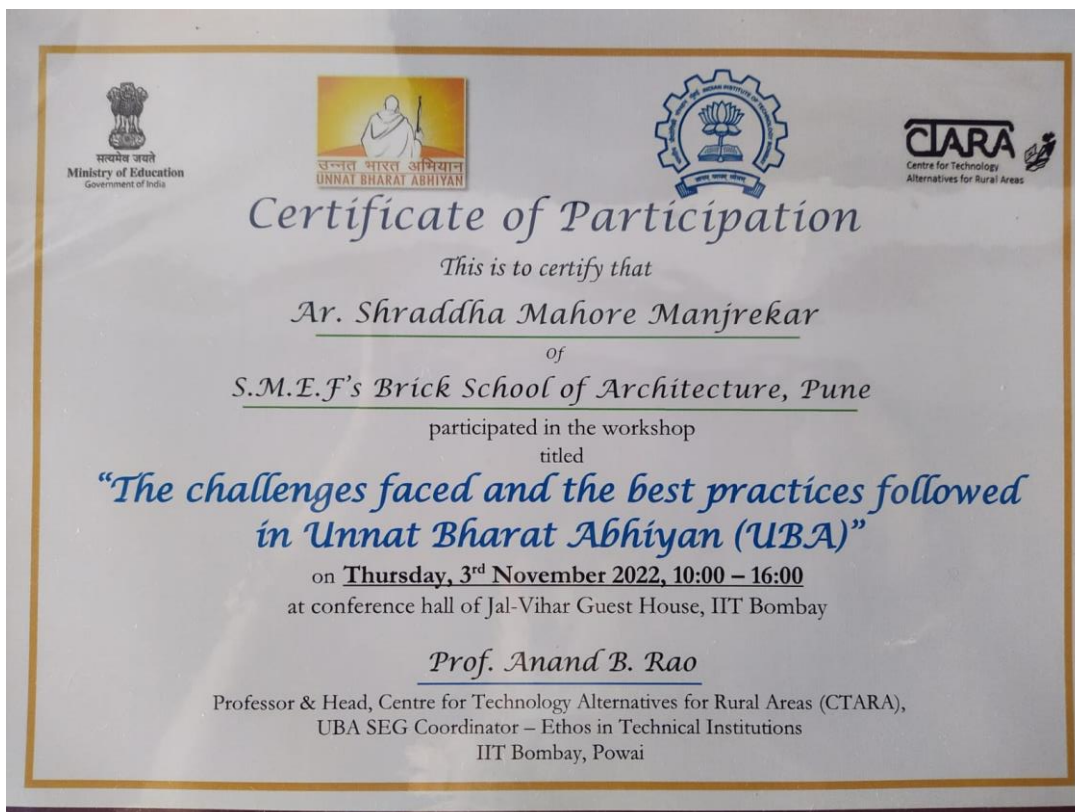 सत्यमेव जयते
Ministry of Education
Government of India
उन्नत भारत अभियान
UNNAT BHARAT ABHIYAN
INDIAN INSTITUTE OF TECHNOLOGY
CTARA
Centre for Technology
Alternatives for Rural Areas
Certificate of Participation
This is to certify that
Ar. Shraddha Mahore Manjrekar
Of
S.M.E.F's Brick School of Architecture, Pune
participated in the workshop
titled
“The challenges faced and the best practices followed
in Unnat Bharat Abhiyan (UBA)”
on Thursday, 3rd November 2022, 10:00 – 16:00
at conference hall of Jal-Vihar Guest House, IIT Bombay
Prof. Anand B. Rao
Professor & Head, Centre for Technology Alternatives for Rural Areas (CTARA),
UBA SEG Coordinator – Ethos in Technical Institutions
IIT Bombay, Powai